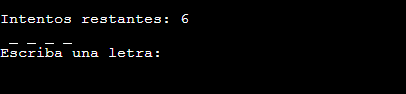 Intentos restantes: 6
_ _ _ _
Escriba una letra: